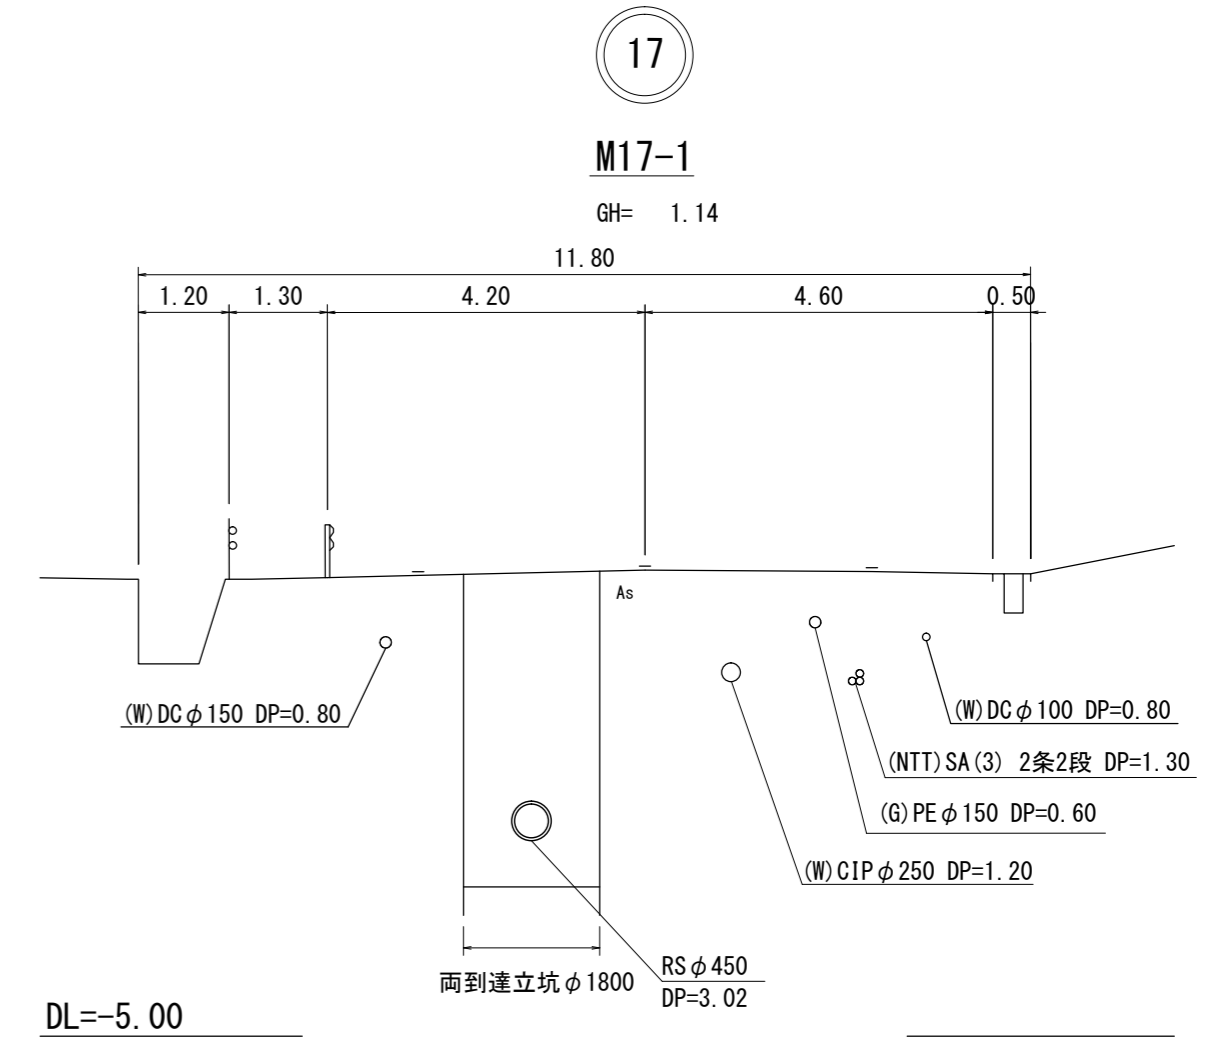 17
M17-1
GH= 1.14
11.80
1.20 1.30 4.20 4.60 0.50
As
(W)DCφ150 DP=0.80
(W)DCφ100 DP=0.80
(NTT)SA(3) 2条2段 DP=1.30
(G)PEφ150 DP=0.60
(W)CIPφ250 DP=1.20
両到達立坑φ1800
RSφ450
DP=3.02
DL=-5.00